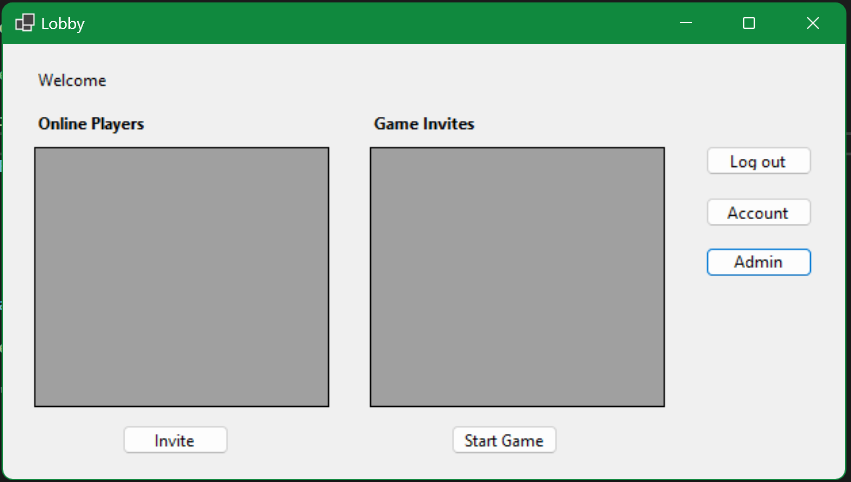 Lobby
Welcome
Online Players
Game Invites
Log out
Account
Admin
Invite
Start Game